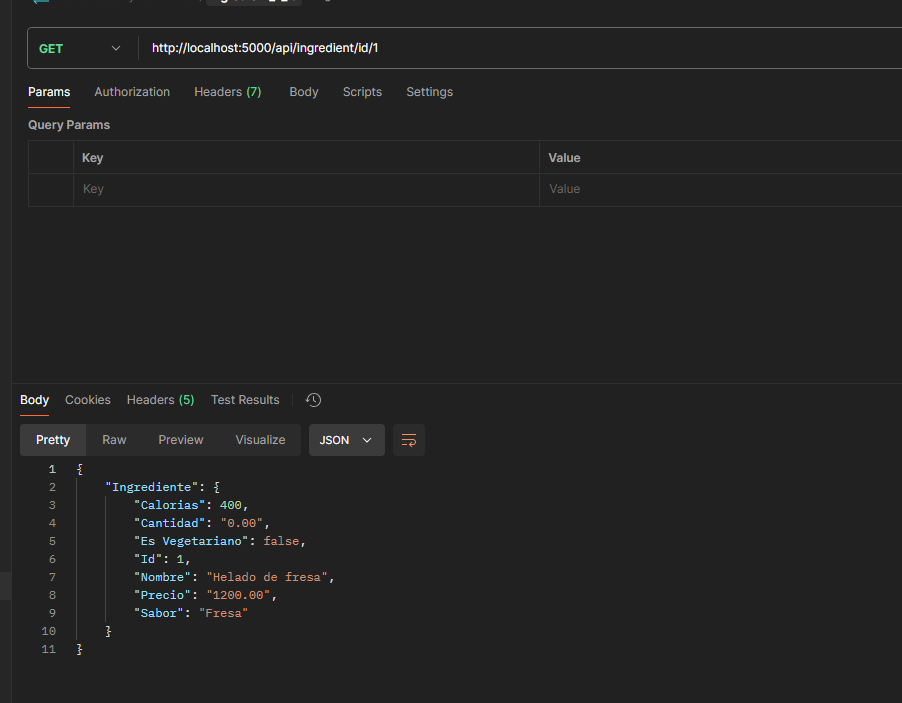 GET http://localhost:5000/api/ingredient/id/1
Params Authorization Headers (7) Body Scripts Settings
Query Params
Key Value
Key Value
Body Cookies Headers (5) Test Results
Pretty Raw Preview Visualize JSON
1 {
2 "Ingrediente": {
3 "Calorias": 400,
4 "Cantidad": "0.00",
5 "Es Vegetariano": false,
6 "Id": 1,
7 "Nombre": "Helado de fresa",
8 "Precio": "1200.00",
9 "Sabor": "Fresa"
10 }
11 }